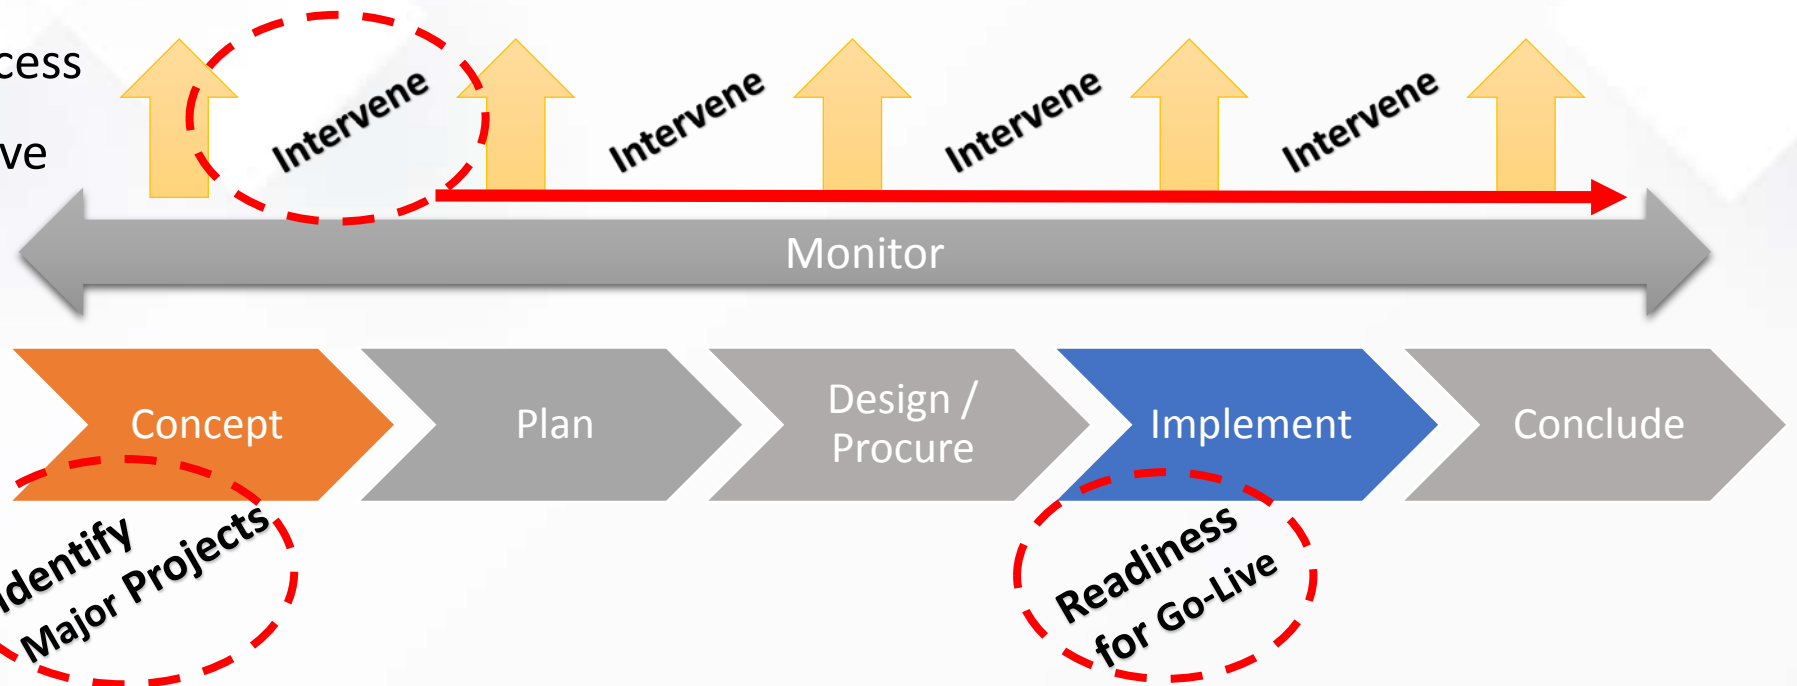 cess
ve
Intervene
Intervene
Intervene
Intervene
Monitor
Concept
Plan
Design /
Procure
Implement
Conclude
Identify
Major Projects
Readiness
for Go-Live